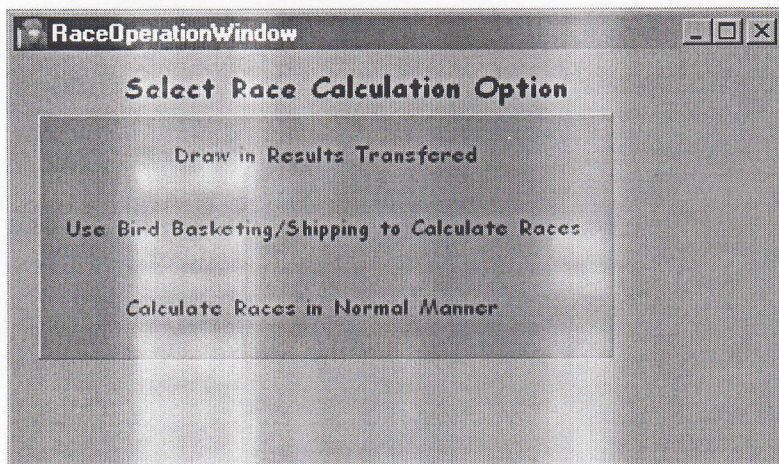 RaceOperationWindow
Select Race Calculation Option
Draw in Results Transfered
Use Bird Basketing/Shipping to Calculate Races
Calculate Races in Normal Manner